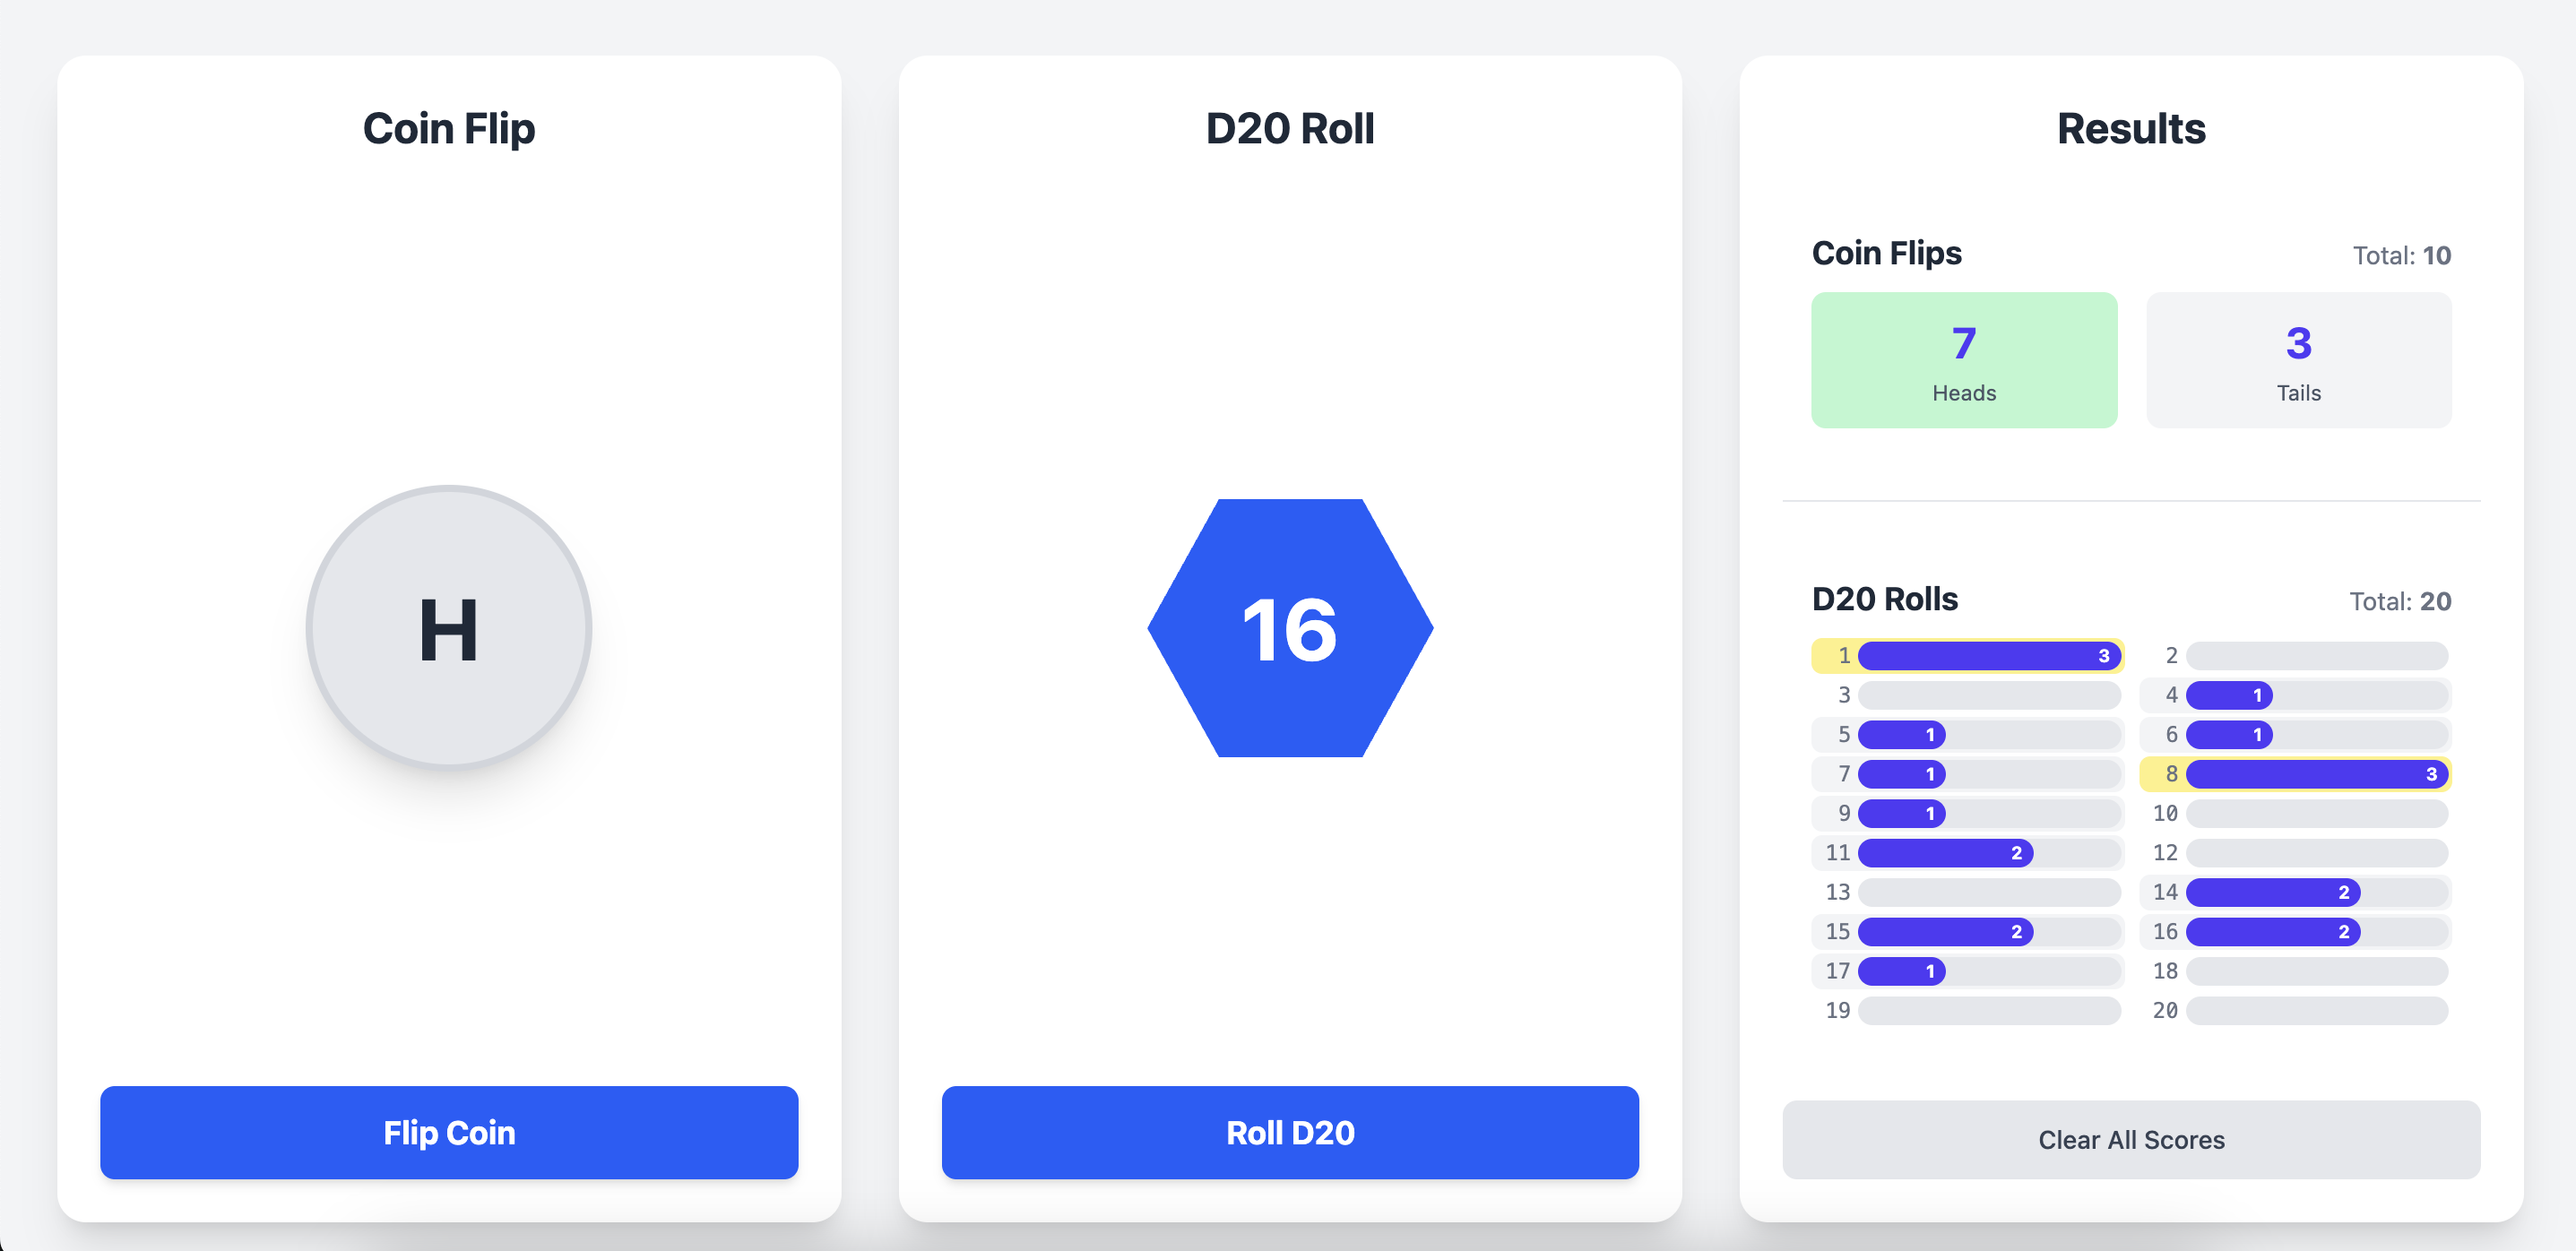 Coin Flip
H
Flip Coin
D20 Roll
16
Roll D20
Results
Coin Flips Total: 10
7 3
Heads Tails
D20 Rolls Total: 20
1 3 2
3 4 1
5 1 6 1
7 1 8 3
9 1 10
11 2 12
13 14 2
15 2 16 2
17 1 18
19 20
Clear All Scores